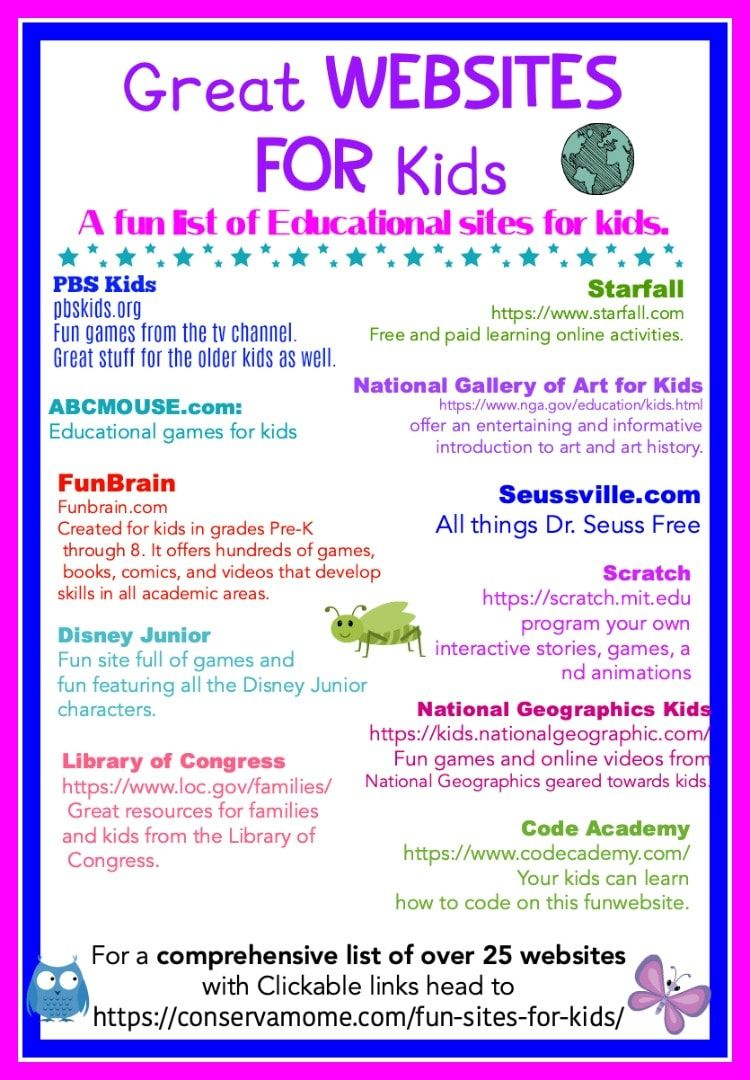 Great WEBSITES
FOR Kids
A fun list of Educational sites for kids.
PBS Kids
pbskids.org
Fun games from the tv channel.
Great stuff for the older kids as well.
ABCMOUSE.com:
Educational games for kids
FunBrain
Funbrain.com
Created for kids in grades Pre-K
through 8. It offers hundreds of games,
books, comics, and videos that develop
skills in all academic areas.
Disney Junior
Fun site full of games and
fun featuring all the Disney Junior
characters.
Library of Congress
https://www.loc.gov/families/
Great resources for families
and kids from the Library of
Congress.
Starfall
https://www.starfall.com
Free and paid learning online activities.
National Gallery of Art for Kids
https://www.nga.gov/education/kids.html
offer an entertaining and informative
introduction to art and art history.
Seussville.com
All things Dr. Seuss Free
Scratch
https://scratch.mit.edu
program your own
interactive stories, games, a
nd animations
National Geographics Kids
https://kids.nationalgeographic.com/
Fun games and online videos from
National Geographics geared towards kids.
Code Academy
https://www.codecademy.com/
Your kids can learn
how to code on this funwebsite.
For a comprehensive list of over 25 websites
with Clickable links head to
https://conservamome.com/fun-sites-for-kids/